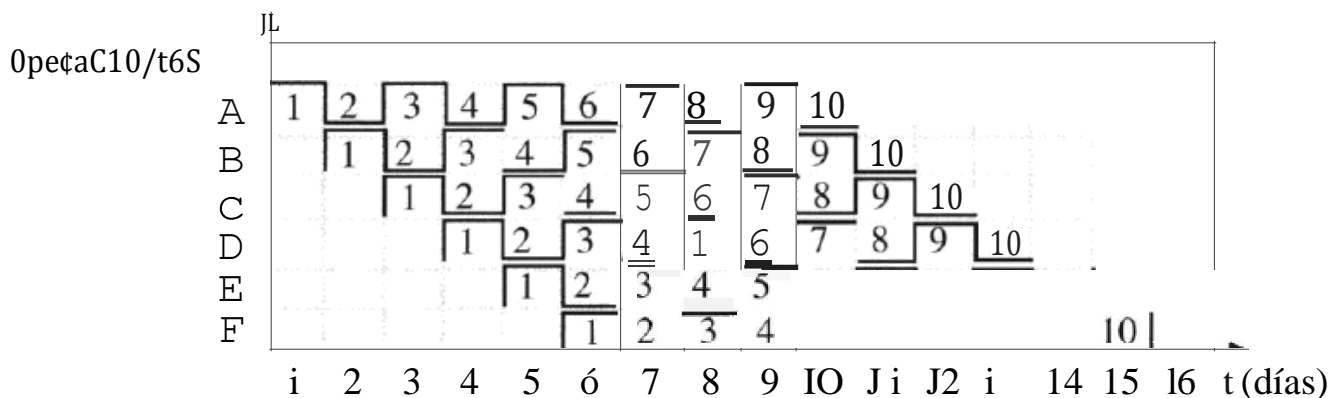 JL
0pe¢aC10/t6S
A 1 2 3 4 5 6 7 8 9 10
B 1 2 3 4 5 6 7 8 9 10
C 1 2 3 4 5 6 7 8 9 10
D 1 2 3 4 1 6 7 8 9 10
E 1 2 3 4 5
F 1 2 3 4 10
i 2 3 4 5 ó 7 8 9 IO J i J2 i 14 15 l6 t (días)